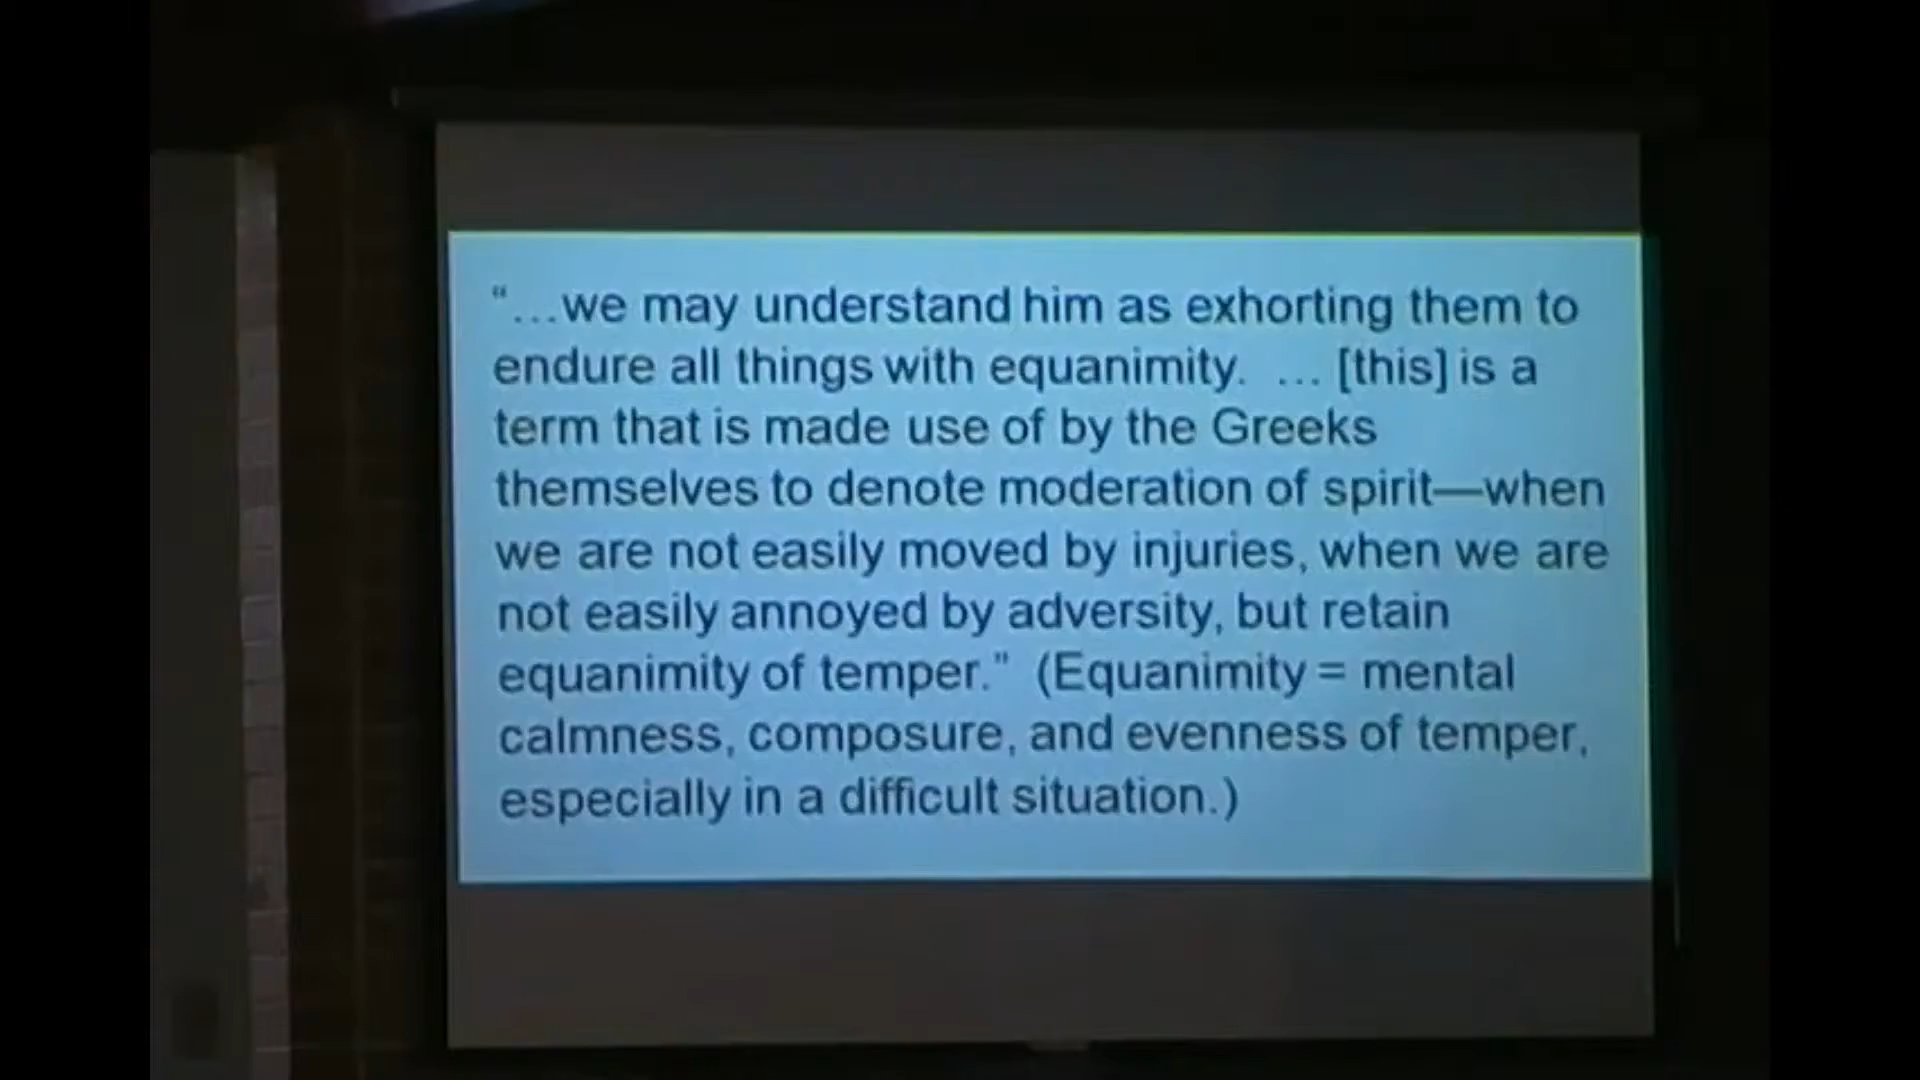 “…we may understand him as exhorting them to
endure all things with equanimity.  … [this] is a
term that is made use of by the Greeks
themselves to denote moderation of spirit—when
we are not easily moved by injuries, when we are
not easily annoyed by adversity, but retain
equanimity of temper.”  (Equanimity = mental
calmness, composure, and evenness of temper,
especially in a difficult situation.)